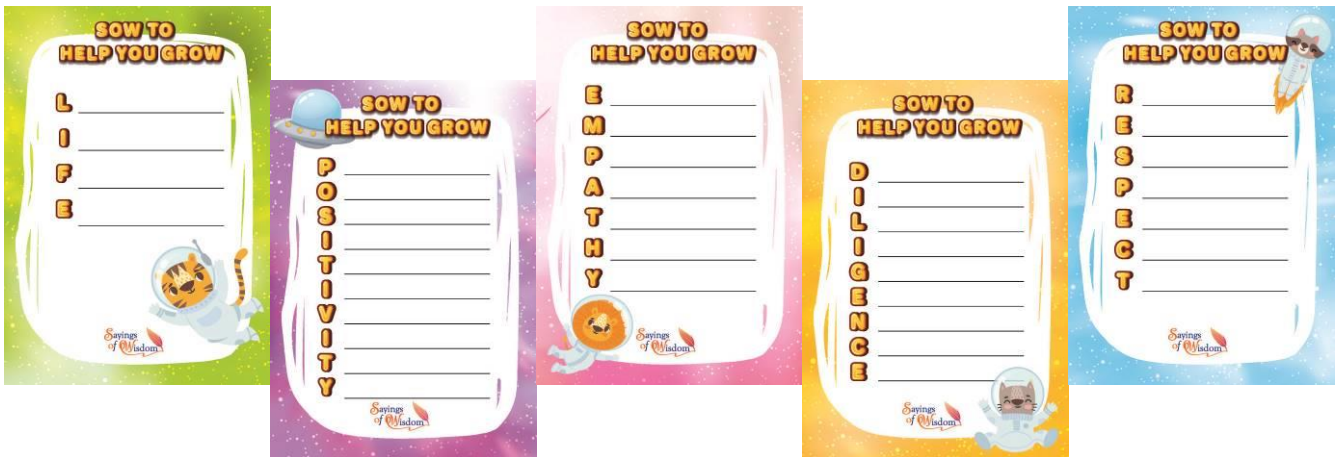 SOW TO
HELP YOU GROW
L
I
F
E
Sayings
of Wisdom
SOW TO
HELP YOU GROW
P
O
S
I
T
I
V
I
T
Y
Sayings
of Wisdom
SOW TO
HELP YOU GROW
E
M
P
A
T
H
Y
Sayings
of Wisdom
SOW TO
HELP YOU GROW
D
I
L
I
G
E
N
C
E
Sayings
of Wisdom
SOW TO
HELP YOU GROW
R
E
S
P
E
C
T
Sayings
of Wisdom